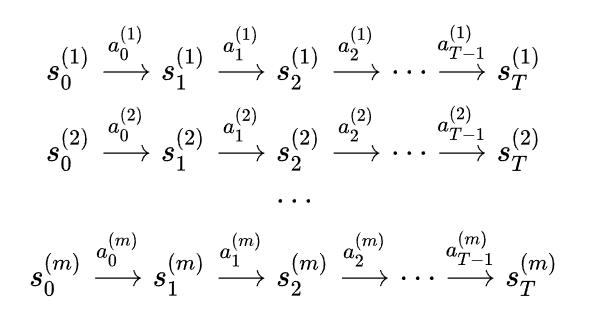 s_0^{(1)} \xrightarrow{a_0^{(1)}} s_1^{(1)} \xrightarrow{a_1^{(1)}} s_2^{(1)} \xrightarrow{a_2^{(1)}} \cdots \xrightarrow{a_{T-1}^{(1)}} s_T^{(1)}
s_0^{(2)} \xrightarrow{a_0^{(2)}} s_1^{(2)} \xrightarrow{a_1^{(2)}} s_2^{(2)} \xrightarrow{a_2^{(2)}} \cdots \xrightarrow{a_{T-1}^{(2)}} s_T^{(2)}
\cdots
s_0^{(m)} \xrightarrow{a_0^{(m)}} s_1^{(m)} \xrightarrow{a_1^{(m)}} s_2^{(m)} \xrightarrow{a_2^{(m)}} \cdots \xrightarrow{a_{T-1}^{(m)}} s_T^{(m)}